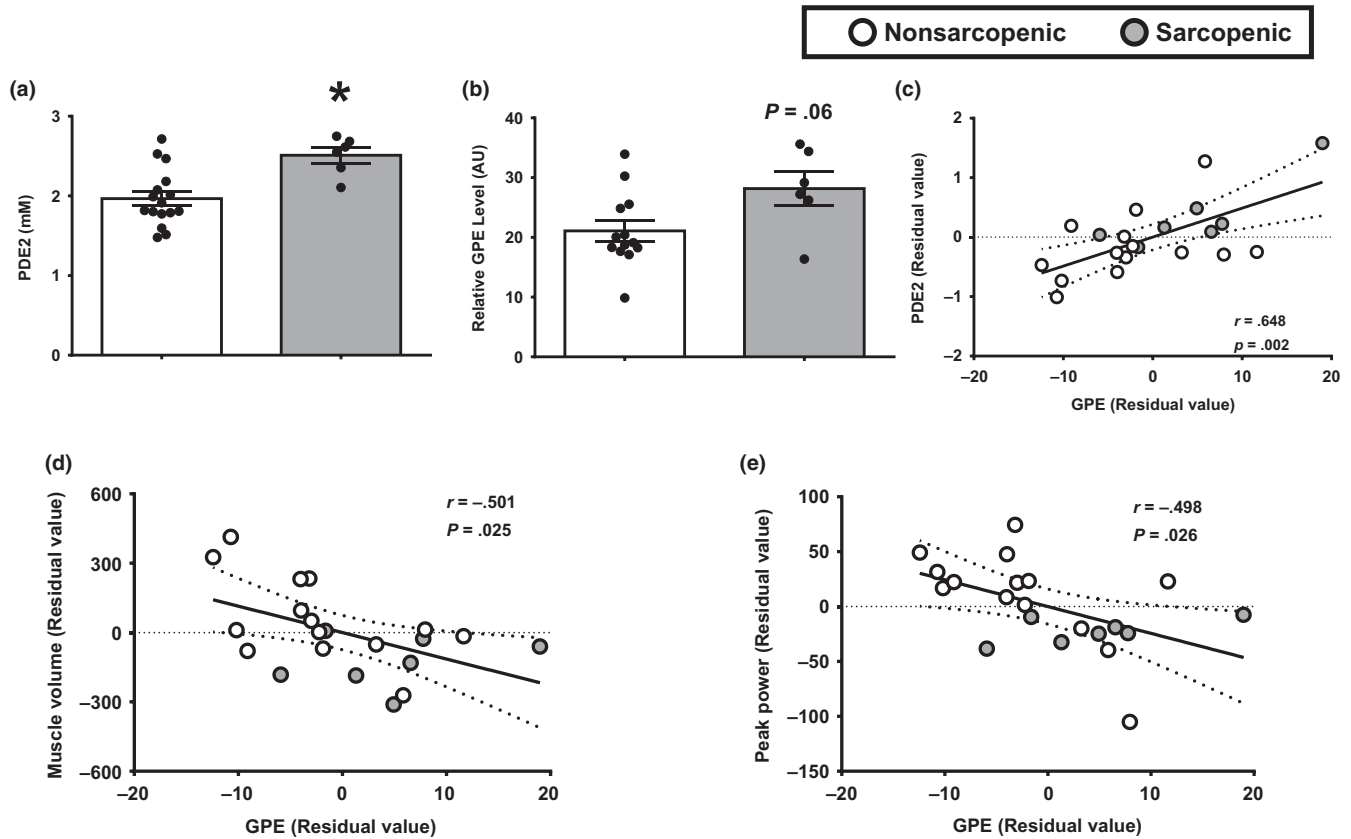 Nonsarcopenic Sarcopenic
(a)
*
3
2
1
0
PDE2 (mM)
(b)
P = .06
40
30
20
10
0
Relative GPE Level (AU)
(c)
2
1
0
–1
–2
PDE2 (Residual value)
r = .648
p = .002
–20 –10 0 10 20
GPE (Residual value)
(d)
600
300
0
–300
–600
Muscle volume (Residual value)
r = –.501
P = .025
–20 –10 0 10 20
GPE (Residual value)
(e)
100
50
0
–50
–100
–150
Peak power (Residual value)
r = –.498
P = .026
–20 –10 0 10 20
GPE (Residual value)